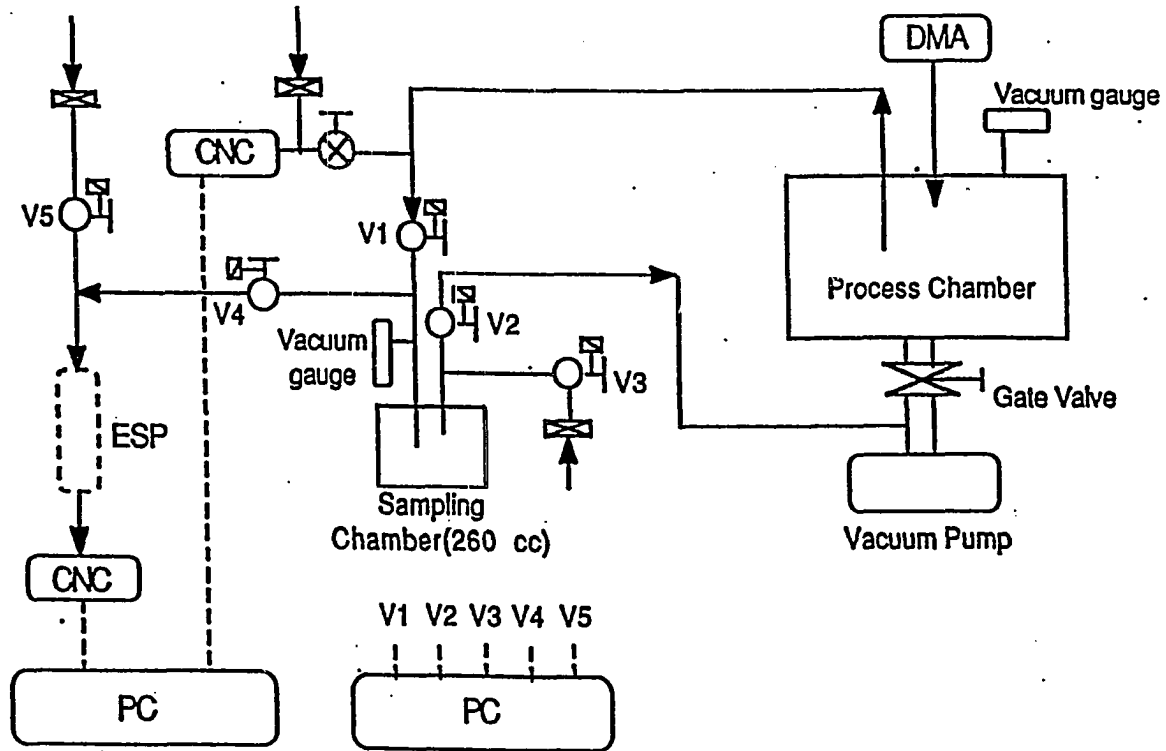 DMA
Vacuum gauge
CNC
V5
V1
Process Chamber
V4
V2
Vacuum
gauge
V3
Gate Valve
ESP
Sampling
Chamber(260 cc)
Vacuum Pump
CNC
V1 V2 V3 V4 V5
PC
PC